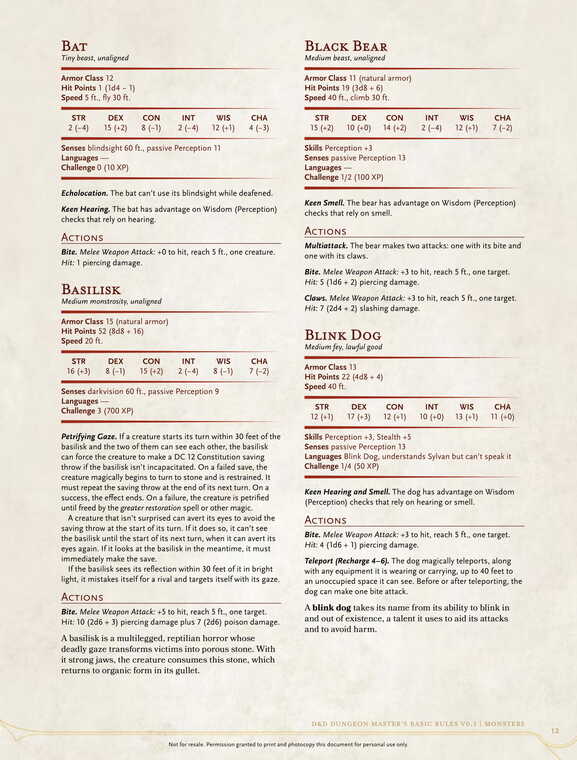 Bat
Tiny beast, unaligned
Armor Class 12
Hit Points 1 (1d4 − 1)
Speed 5 ft., fly 30 ft.
STR DEX CON INT WIS CHA
2 (−4) 15 (+2) 8 (−1) 2 (−4) 12 (+1) 4 (−3)
Senses blindsight 60 ft., passive Perception 11
Languages —
Challenge 0 (10 XP)
Echolocation. The bat can't use its blindsight while deafened.
Keen Hearing. The bat has advantage on Wisdom (Perception)
checks that rely on hearing.
Actions
Bite. Melee Weapon Attack: +0 to hit, reach 5 ft., one creature.
Hit: 1 piercing damage.
Basilisk
Medium monstrosity, unaligned
Armor Class 15 (natural armor)
Hit Points 52 (8d8 + 16)
Speed 20 ft.
STR DEX CON INT WIS CHA
16 (+3) 8 (−1) 15 (+2) 2 (−4) 8 (−1) 7 (−2)
Senses darkvision 60 ft., passive Perception 9
Languages —
Challenge 3 (700 XP)
Petrifying Gaze. If a creature starts its turn within 30 feet of the
basilisk and the two of them can see each other, the basilisk
can force the creature to make a DC 12 Constitution saving
throw if the basilisk isn't incapacitated. On a failed save, the
creature magically begins to turn to stone and is restrained. It
must repeat the saving throw at the end of its next turn. On a
success, the effect ends. On a failure, the creature is petrified
until freed by the greater restoration spell or other magic.
A creature that isn't surprised can avert its eyes to avoid the
saving throw at the start of its turn. If it does so, it can't see
the basilisk until the start of its next turn, when it can avert its
eyes again. If it looks at the basilisk in the meantime, it must
immediately make the save.
If the basilisk sees its reflection within 30 feet of it in bright
light, it mistakes itself for a rival and targets itself with its gaze.
Actions
Bite. Melee Weapon Attack: +5 to hit, reach 5 ft., one target.
Hit: 10 (2d6 + 3) piercing damage plus 7 (2d6) poison damage.
A basilisk is a multilegged, reptilian horror whose
deadly gaze transforms victims into porous stone. With
its strong jaws, the creature consumes this stone, which
returns to organic form in its gullet.
Black Bear
Medium beast, unaligned
Armor Class 11 (natural armor)
Hit Points 19 (3d8 + 6)
Speed 40 ft., climb 30 ft.
STR DEX CON INT WIS CHA
15 (+2) 10 (+0) 14 (+2) 2 (−4) 12 (+1) 7 (−2)
Skills Perception +3
Senses passive Perception 13
Languages —
Challenge 1/2 (100 XP)
Keen Smell. The bear has advantage on Wisdom (Perception)
checks that rely on smell.
Actions
Multiattack. The bear makes two attacks: one with its bite and
one with its claws.
Bite. Melee Weapon Attack: +3 to hit, reach 5 ft., one target.
Hit: 5 (1d6 + 2) piercing damage.
Claws. Melee Weapon Attack: +3 to hit, reach 5 ft., one target.
Hit: 7 (2d4 + 2) slashing damage.
Blink Dog
Medium fey, lawful good
Armor Class 13
Hit Points 22 (4d8 + 4)
Speed 40 ft.
STR DEX CON INT WIS CHA
12 (+1) 17 (+3) 12 (+1) 10 (+0) 13 (+1) 11 (+0)
Skills Perception +3, Stealth +5
Senses passive Perception 13
Languages Blink Dog, understands Sylvan but can't speak it
Challenge 1/4 (50 XP)
Keen Hearing and Smell. The dog has advantage on Wisdom
(Perception) checks that rely on hearing or smell.
Actions
Bite. Melee Weapon Attack: +3 to hit, reach 5 ft., one target.
Hit: 4 (1d6 + 1) piercing damage.
Teleport (Recharge 4–6). The dog magically teleports, along
with any equipment it is wearing or carrying, up to 40 feet to
an unoccupied space it can see. Before or after teleporting, the
dog can make one bite attack.
A blink dog takes its name from its ability to blink in
and out of existence, a talent it uses to aid its attacks
and to avoid harm.
D&D Dungeon Master's Basic Rules v0.3 | Monsters
12
Not for resale. Permission granted to print and photocopy this document for personal use only.